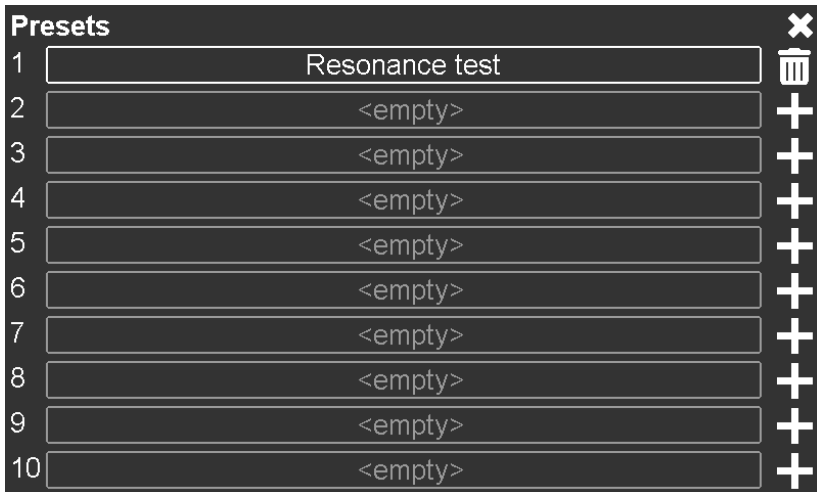 Presets
1 Resonance test
2 <empty>
3 <empty>
4 <empty>
5 <empty>
6 <empty>
7 <empty>
8 <empty>
9 <empty>
10 <empty>